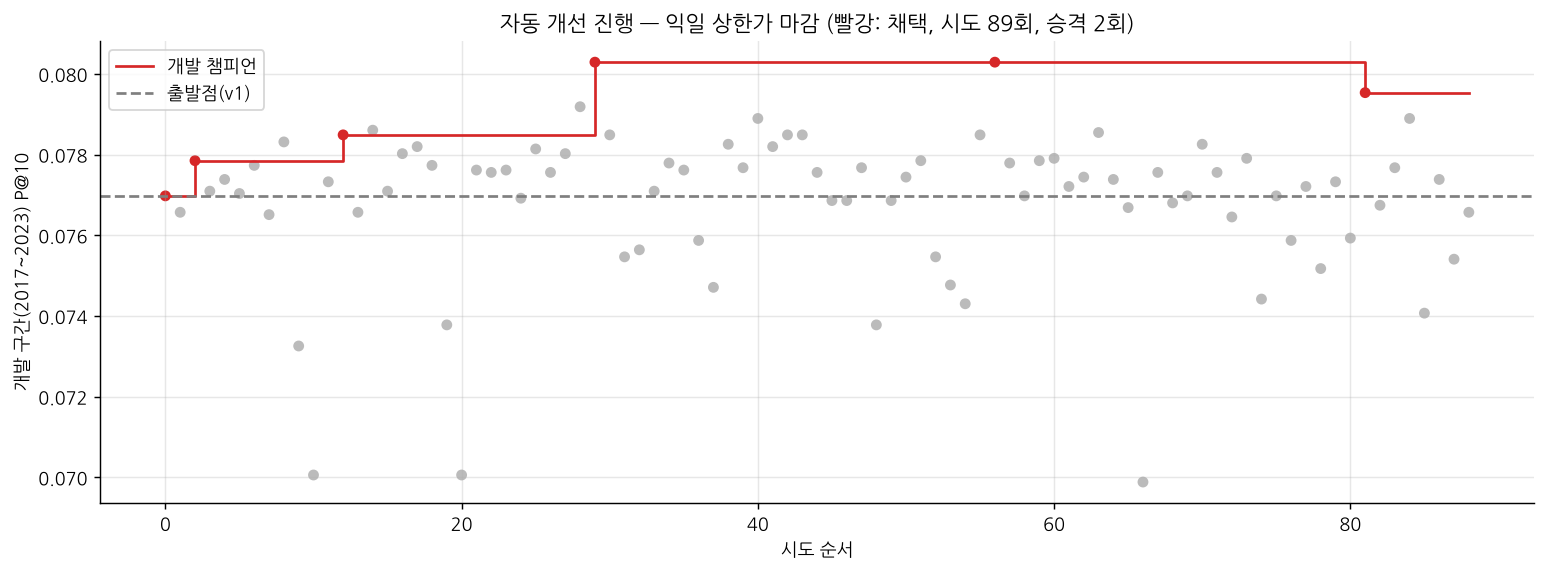 자동 개선 진행 — 익일 상한가 마감 (빨강: 채택, 시도 89회, 승격 2회)
개발 챔피언
출발점(v1)
개발 구간(2017~2023) P@10
0.080
0.078
0.076
0.074
0.072
0.070
0
20
40
60
80
시도 순서